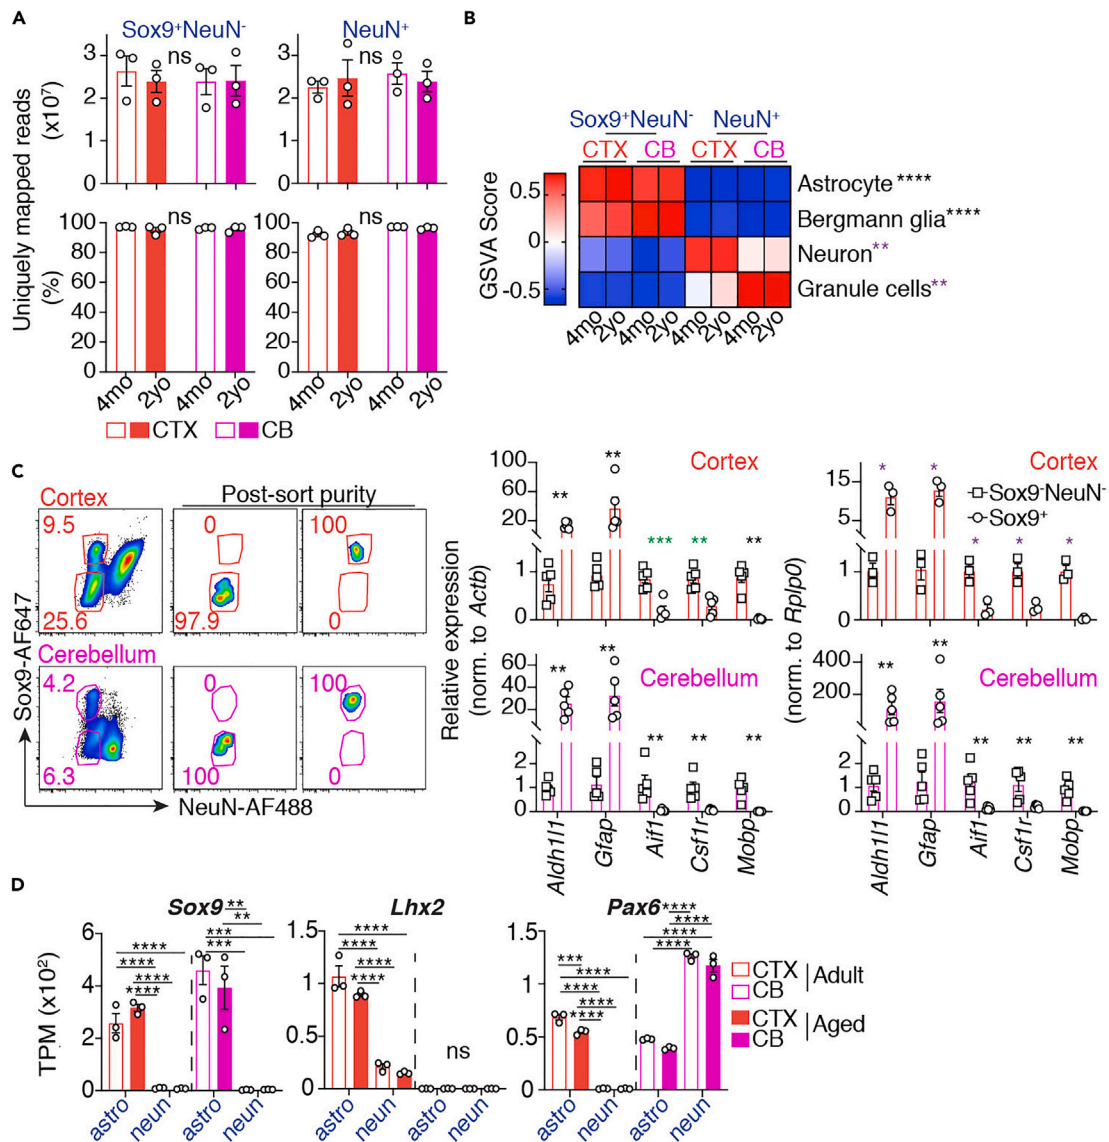 A
Sox9⁺NeuN⁻
NeuN⁺
Uniquely mapped reads
(x10⁷)
3
2
1
0
ns
ns
3
2
1
0
ns
ns
(%)
100
80
60
40
20
0
100
80
60
40
20
0
4mo 2yo 4mo 2yo
4mo 2yo 4mo 2yo
CTX CB
B
Sox9⁺NeuN⁻ NeuN⁺
CTX CB CTX CB
GSVA Score
0.5
0
-0.5
Astrocyte ****
Bergmann glia ****
Neuron **
Granule cells **
4mo 2yo 4mo 2yo 4mo 2yo 4mo 2yo
C
Cortex
Post-sort purity
9.5
25.6
0
97.9
100
0
Cerebellum
4.2
6.3
0
100
100
0
Sox9-AF647
NeuN-AF488
Relative expression
(norm. to Actb)
Cortex
100
60
20
1
0
** ** *** ** **
Cerebellum
60
40
20
2
1
0
** ** ** ** **
Aldh1l1 Gfap Aif1 Csf1r Mobp
(norm. to Rplp0)
Cortex
15
5
1
0
* * * * *
Sox9⁻NeuN⁻
Sox9⁺
Cerebellum
400
200
2
1
0
** ** ** ** **
Aldh1l1 Gfap Aif1 Csf1r Mobp
D
TPM (x10²)
Sox9
6
4
2
0
****
****
****
****
**
**
***
***
astro neun astro neun
Lhx2
1.5
1
0.5
0
****
****
****
****
ns
astro neun astro neun
Pax6
1.5
1
0.5
0
***
****
****
****
****
****
****
****
****
astro neun astro neun
CTX
CB
Adult
CTX
CB
Aged